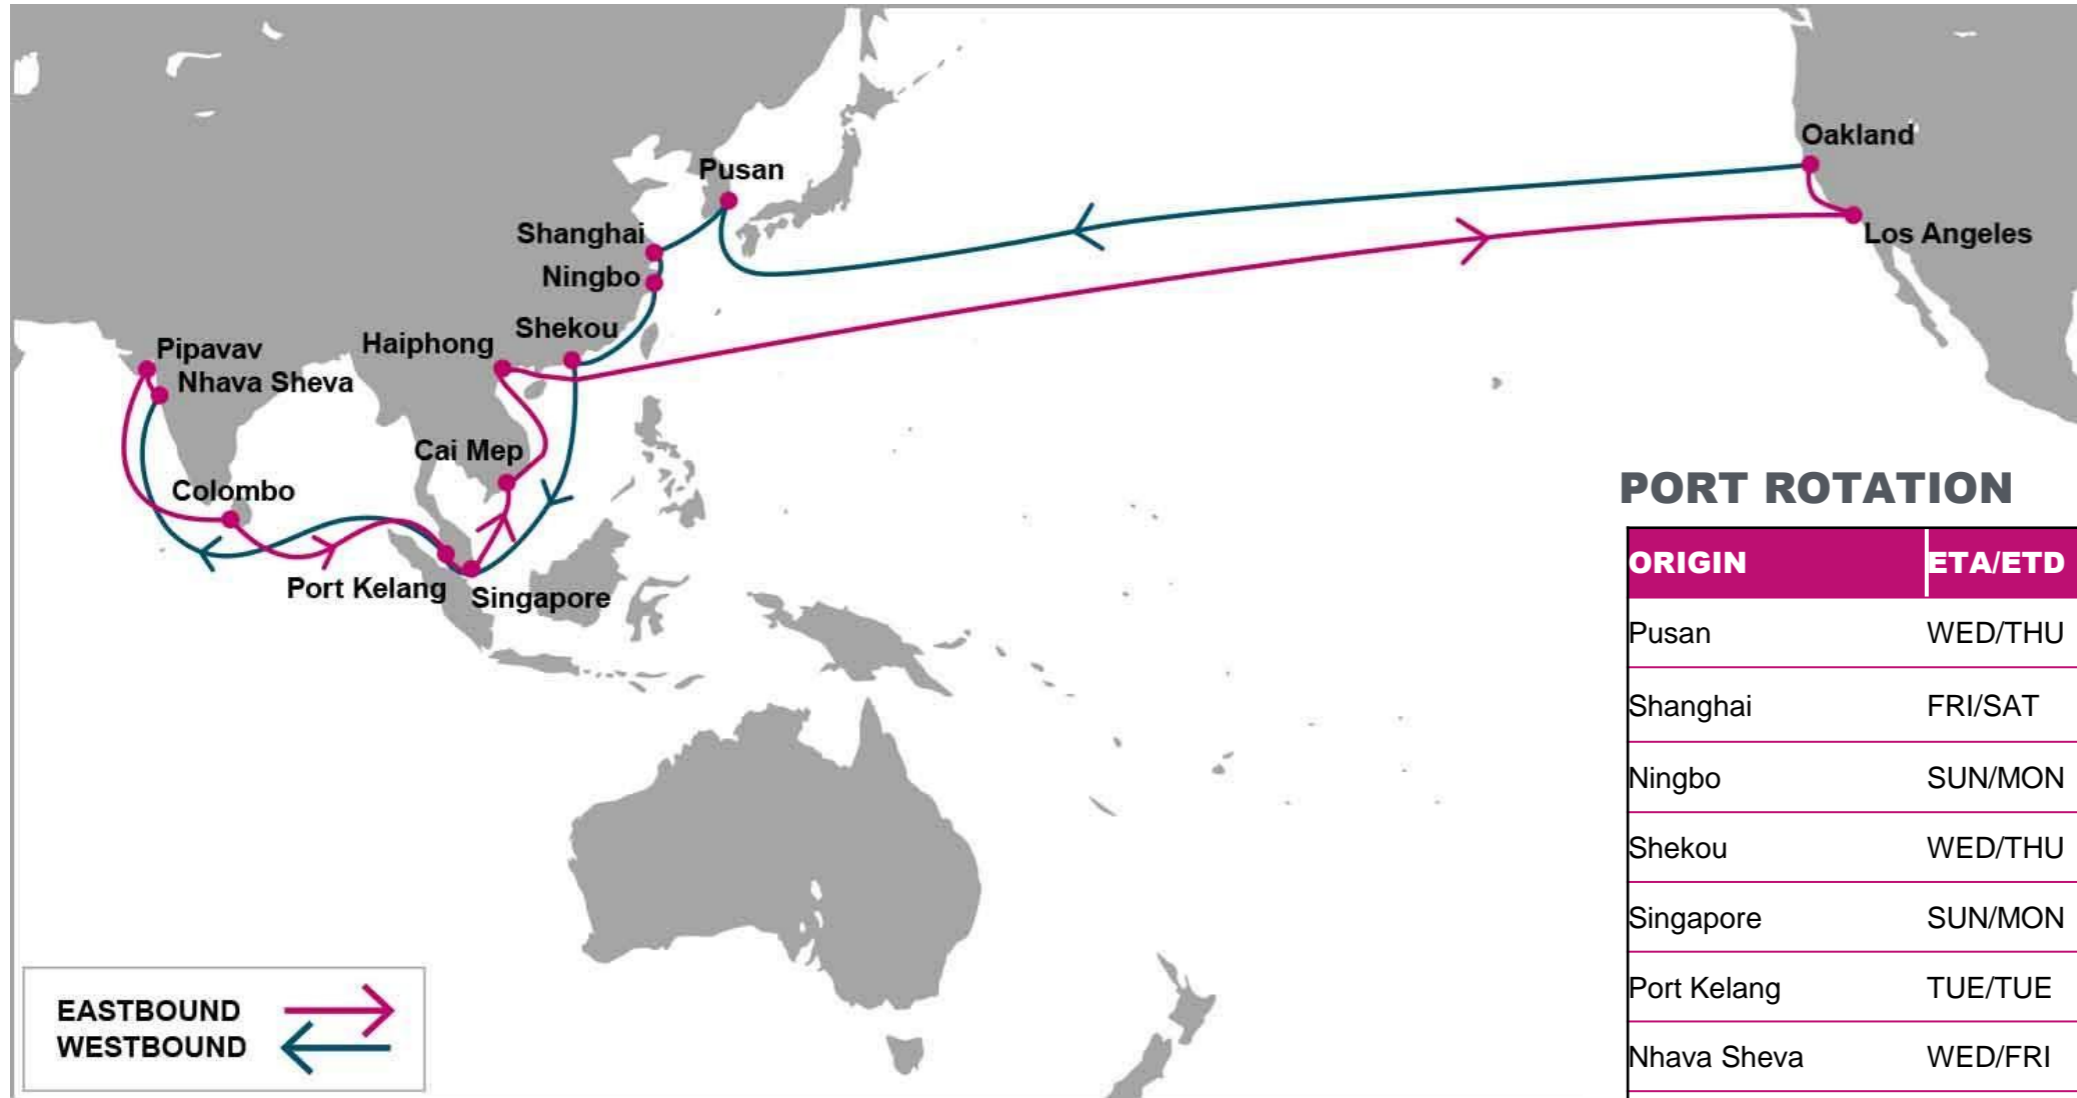 Oakland
Pusan
Shanghai
Los Angeles
Ningbo
Shekou
Haiphong
Pipavav
Nhava Sheva
Cai Mep
Colombo
Port Kelang
Singapore
EASTBOUND
WESTBOUND
PORT ROTATION
ORIGIN ETA/ETD
Pusan WED/THU
Shanghai FRI/SAT
Ningbo SUN/MON
Shekou WED/THU
Singapore SUN/MON
Port Kelang TUE/TUE
Nhava Sheva WED/FRI